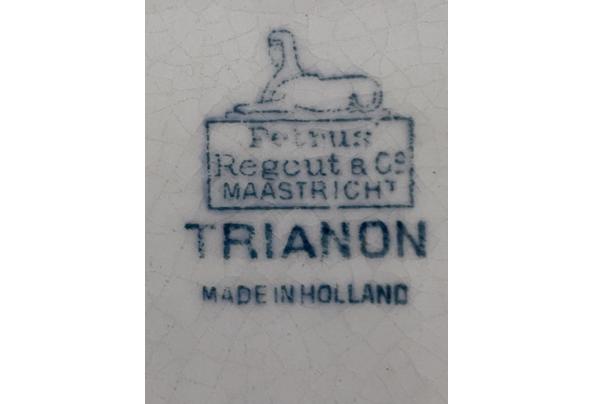 Petrus
Regout & Co
MAASTRICHT
TRIANON
MADE IN HOLLAND